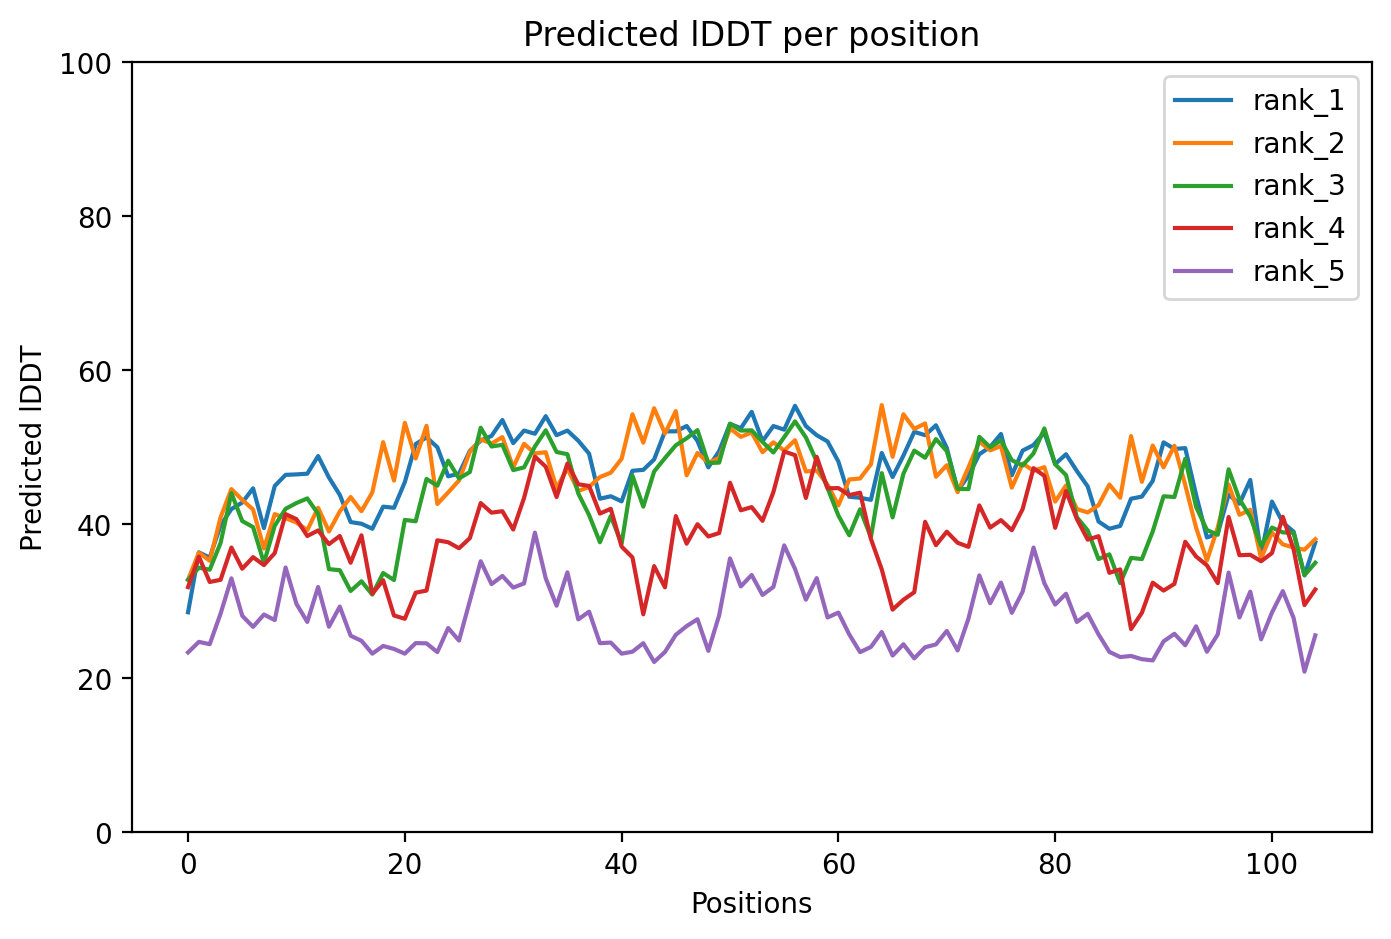 Predicted lDDT per position
100
80
60
40
20
0
Predicted lDDT
0 20 40 60 80 100
Positions
rank_1
rank_2
rank_3
rank_4
rank_5